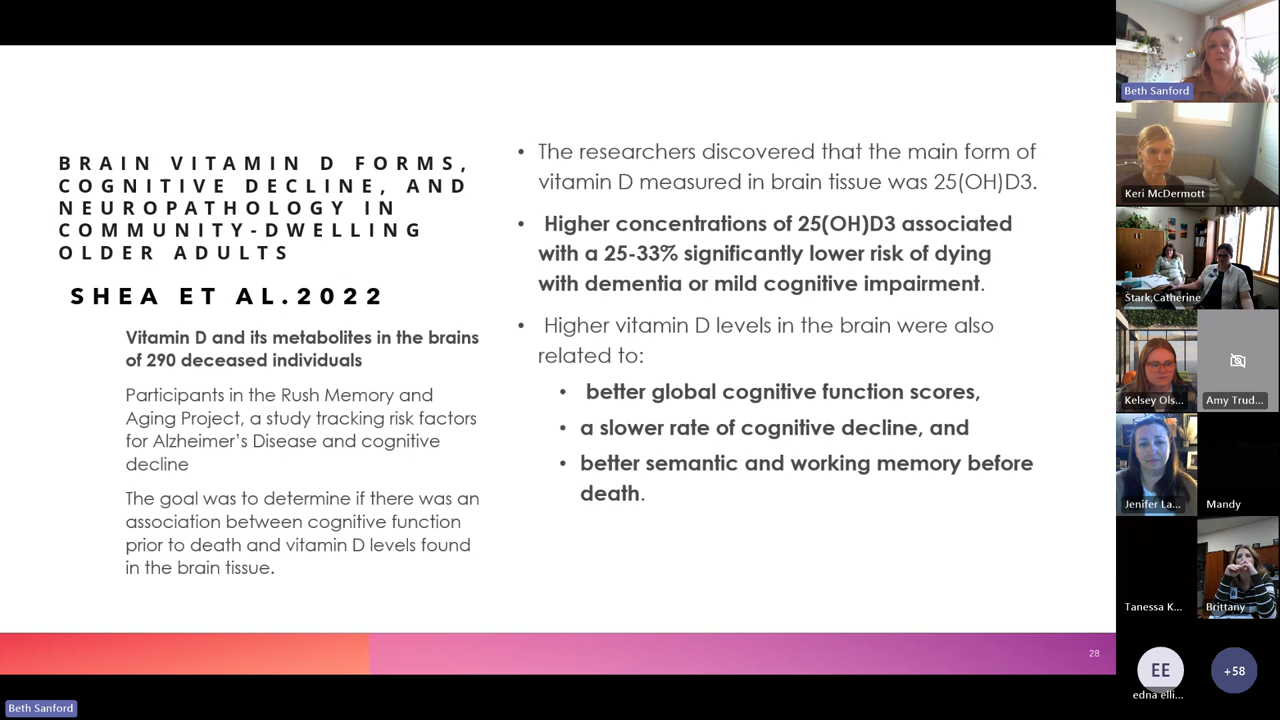 BRAIN VITAMIN D FORMS,
COGNITIVE DECLINE, AND
NEUROPATHOLOGY IN
COMMUNITY-DWELLING
OLDER ADULTS
SHEA ET AL.2022
Vitamin D and its metabolites in the brains
of 290 deceased individuals
Participants in the Rush Memory and
Aging Project, a study tracking risk factors
for Alzheimer's Disease and cognitive
decline
The goal was to determine if there was an
association between cognitive function
prior to death and vitamin D levels found
in the brain tissue.
• The researchers discovered that the main form of
vitamin D measured in brain tissue was 25(OH)D3.
• Higher concentrations of 25(OH)D3 associated
with a 25-33% significantly lower risk of dying
with dementia or mild cognitive impairment.
• Higher vitamin D levels in the brain were also
related to:
• better global cognitive function scores,
• a slower rate of cognitive decline, and
• better semantic and working memory before
death.
28
Beth Sanford
Beth Sanford
Keri McDermott
Stark,Catherine
Kelsey Ols...
Amy Trud...
Jenifer La...
Mandy
Tanessa K...
Brittany
EE
edna elli...
+58